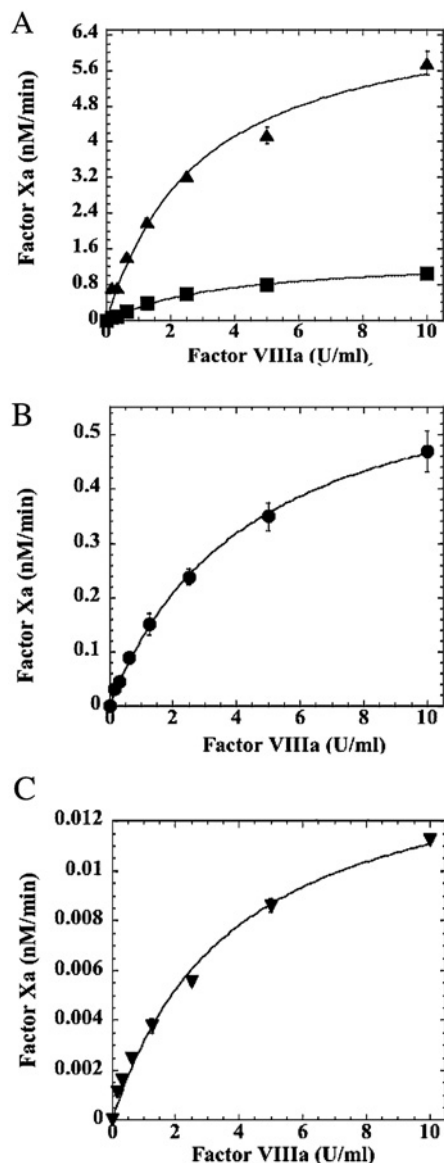 A
Factor Xa (nM/min)
6.4
5.6
4.8
4
3.2
2.4
1.6
0.8
0
0 2 4 6 8 10
Factor VIIIa (U/ml)
B
Factor Xa (nM/min)
0.5
0.4
0.3
0.2
0.1
0
0 2 4 6 8 10
Factor VIIIa (U/ml)
C
Factor Xa (nM/min)
0.012
0.01
0.008
0.006
0.004
0.002
0
0 2 4 6 8 10
Factor VIIIa (U/ml)